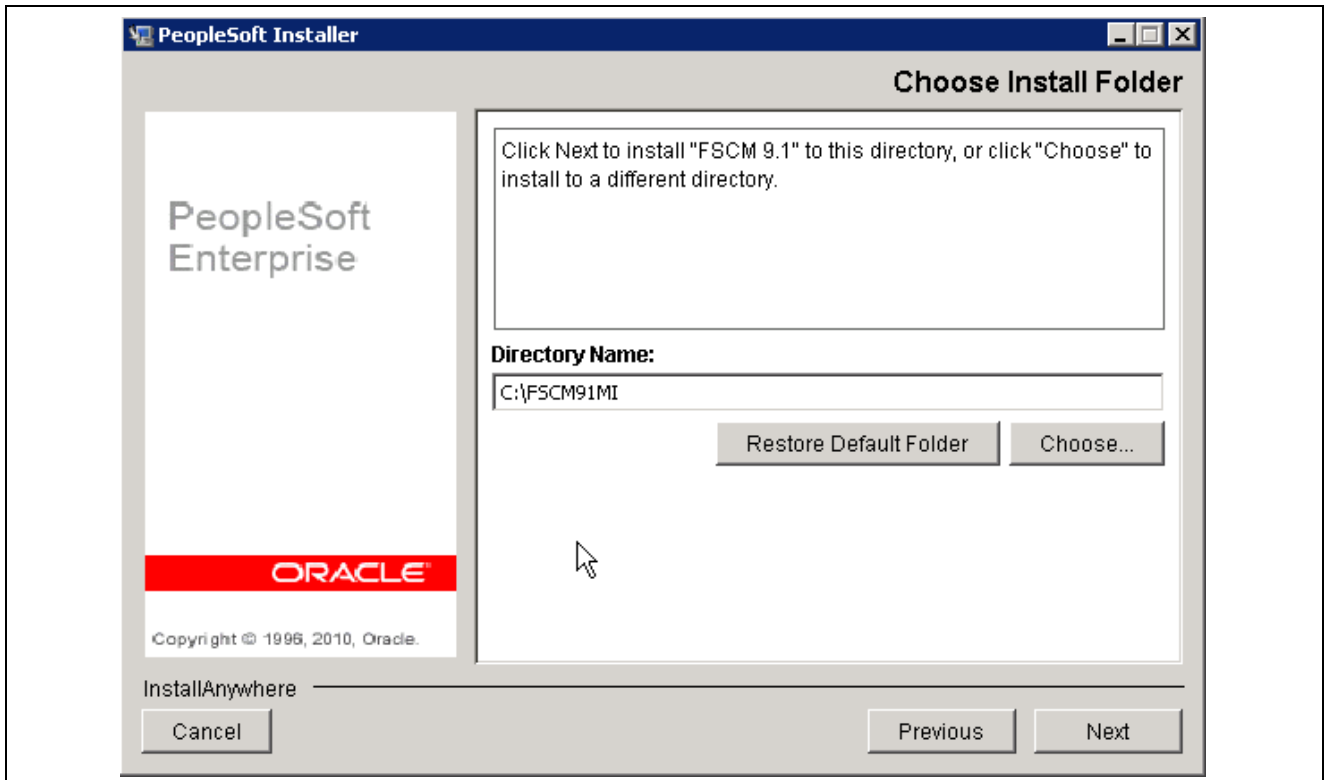 PeopleSoft Installer
Choose Install Folder
PeopleSoft
Enterprise
ORACLE
Copyright © 1996, 2010, Oracle.
Click Next to install "FSCM 9.1" to this directory, or click "Choose" to
install to a different directory.
Directory Name:
C:\FSCM91MI
Restore Default Folder
Choose...
InstallAnywhere
Cancel
Previous
Next